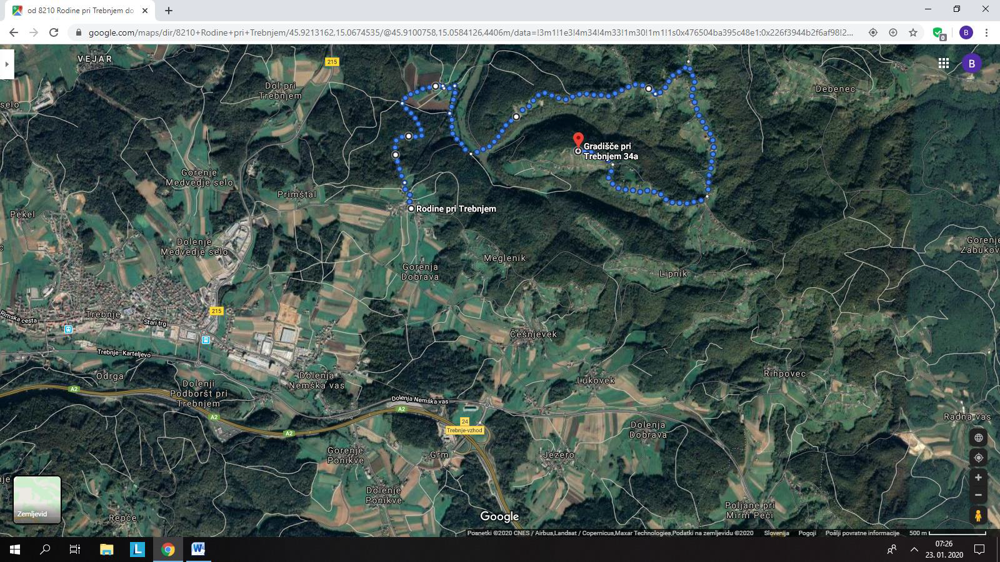 od 8210 Rodine pri Trebnjem do
google.com/maps/dir/8210+Rodine+pri+Trebnjem/45.9213162,15.0674535/@45.9100758,15.0584126,4406m/data=!3m1!1e3!4m34!4m33!1m30!1m1!1s0x476504ba395c48e1:0x226f3944b2f6af98!2...
0
B
B
VEJAR
215
selo
Dol pri
Trebnjem
Debenec
Gradišče pri
Trebnjem 34a
Gorenje
Medvedje selo
Primštal
Rodine pri Trebnjem
Pekel
Dolenje
Medvedje selo
Gorenje
Zabukov
Meglenik
Gorenja
Dobrava
Lipnik
Trebnje
215
Rimska cesta
Stari trg
Češnjevek
Trebnje-Karteljevo
Odrga
Dolenji
Podboršt pri
Trebnjem
Dolenja
Nemška vas
Lukovek
Rihpovec
A2
Dolenja Nemška vas
A2
A2
A2
24
Trebnje-vzhod
Dolenja
Dobrava
Radna vas
Gorenje
Ponikve
Grm
Jezero
Dolenje
Ponikve
Poljane pri
Mirni Peči
nje
Repče
Zemljevid
Google
Posnetki ©2020 CNES / Airbus,Landsat / Copernicus,Maxar Technologies,Podatki na zemljevidu ©2020 Slovenija Pogoji Pošlji povratne informacije 500 m
L
W
07:26
23. 01. 2020